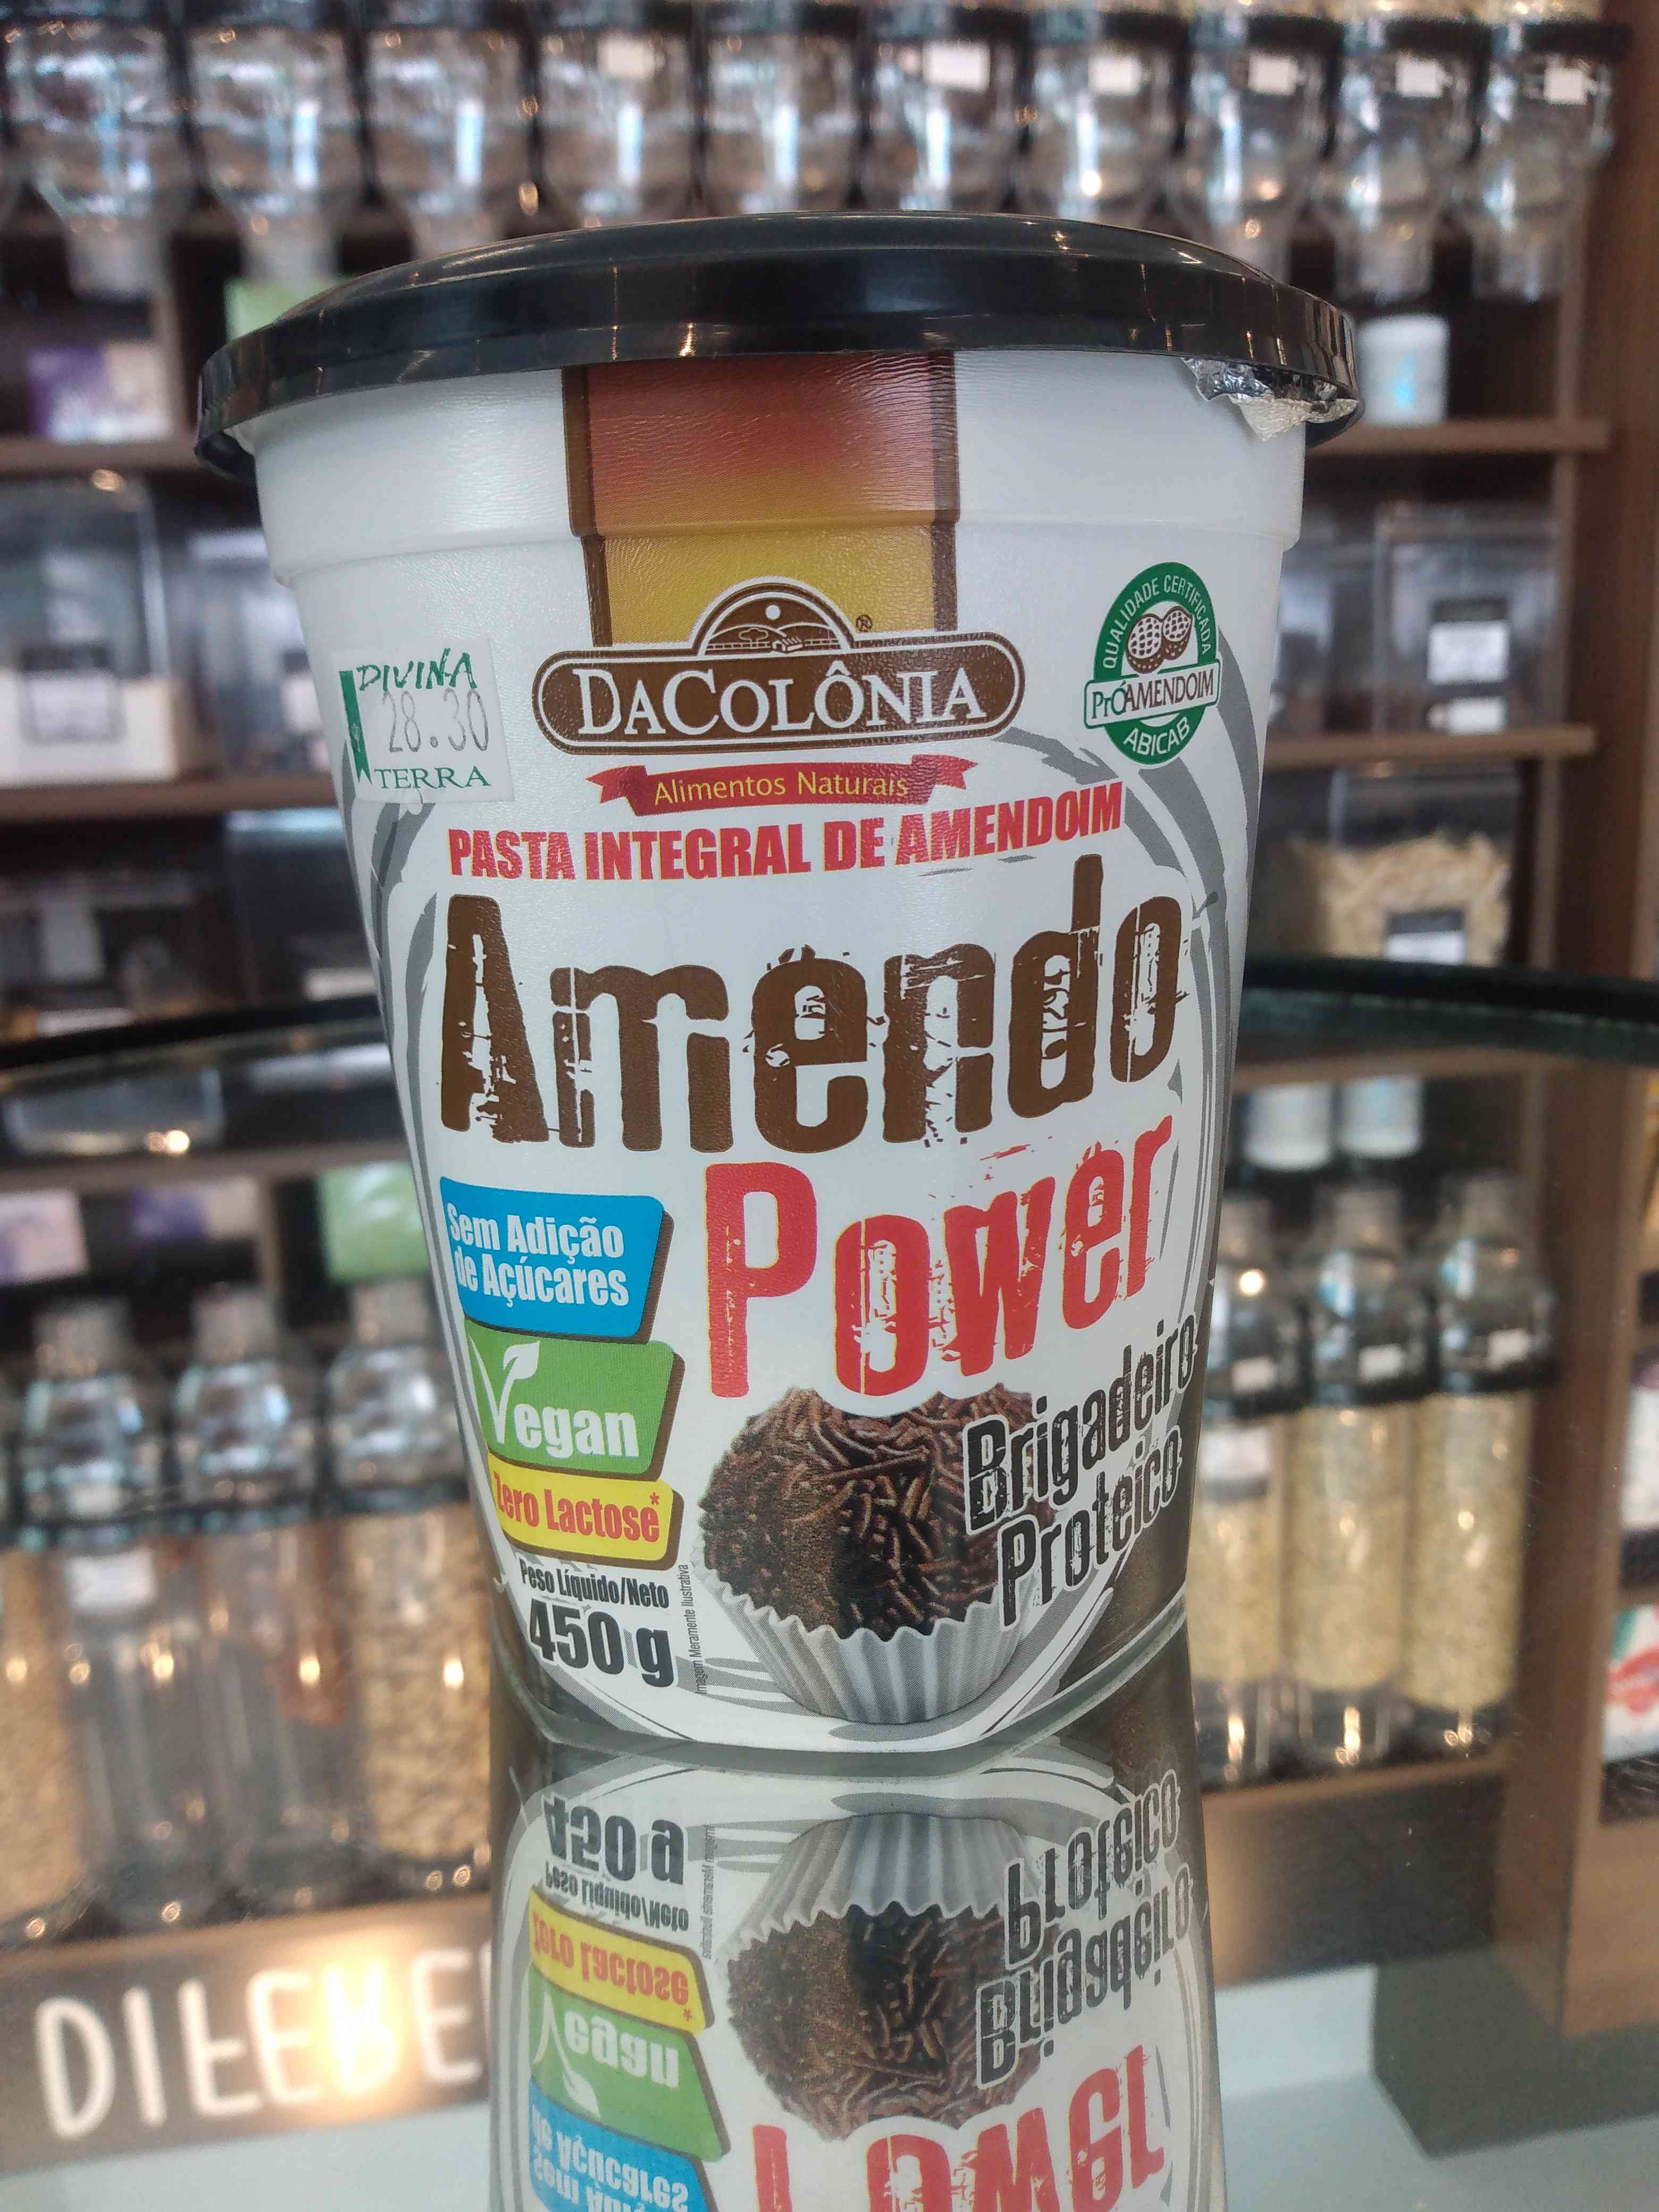 DIVINA
28.30
TERRA
DACOLÔNIA®
Alimentos Naturais
QUALIDADE CERTIFICADA
PróAMENDOIM
ABICAB
PASTA INTEGRAL DE AMENDOIM
Amendo
Power
Sem Adição
de Açúcares
Vegan
Zero Lactose*
Brigadeiro
Proteico
Peso Líquido/Neto
450 g
Imagem Meramente Ilustrativa